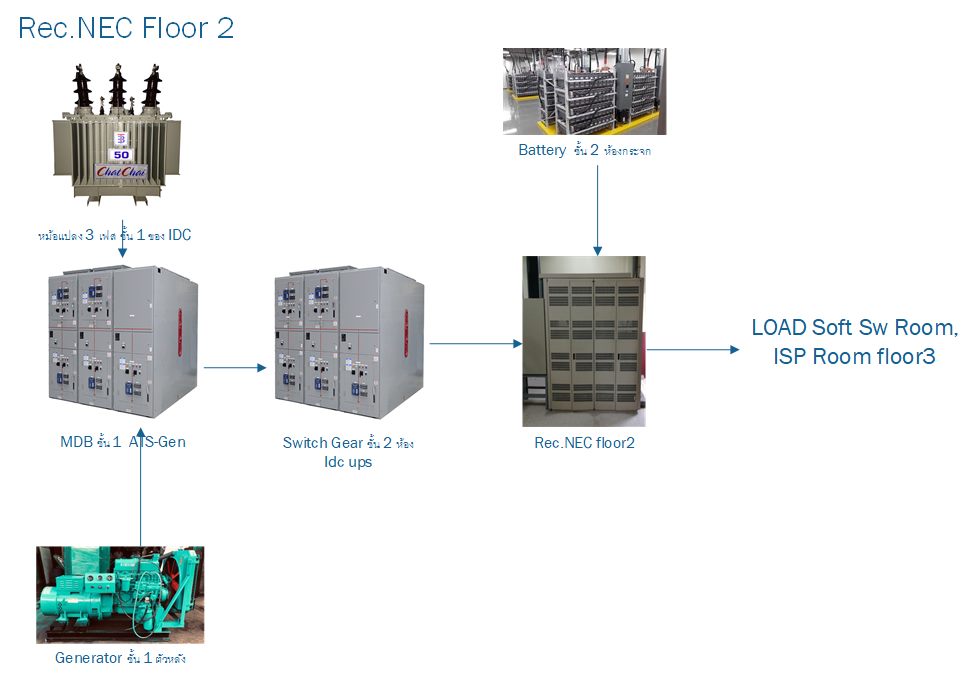 Rec.NEC Floor 2
50
ChatChai
Battery ชั้น 2 ห้องกระจก
หม้อแปลง 3 เฟส ชั้น 1 ของ IDC
LOAD Soft Sw Room,
ISP Room floor3
MDB ชั้น 1 ATS-Gen
Switch Gear ชั้น 2 ห้อง
Idc ups
Rec.NEC floor2
Generator ชั้น 1 ตัวหลัง